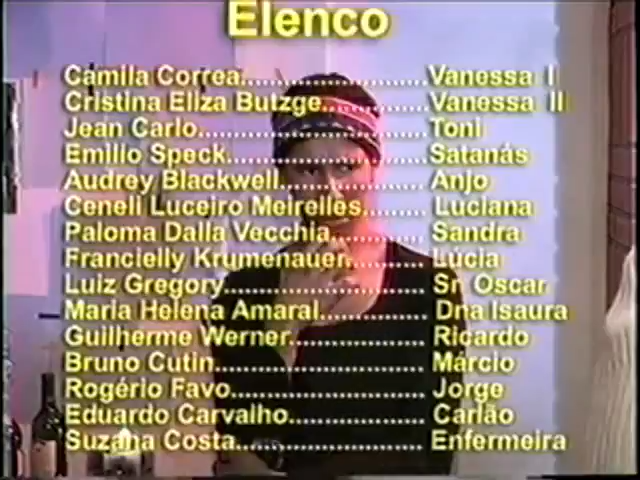 Elenco
Camila Correa........................Vanessa I
Cristina Eliza Butzge.............Vanessa II
Jean Carlo............................. Toni
Emilio Speck.........................Satanás
Audrey Blackwell.................. Anjo
Ceneli Luceiro Meirelles........ Luciana
Paloma Dalla Vecchia............ Sandra
Francielly Krumenauer.......... Lúcia
Luiz Gregory......................... Sr. Oscar
Maria Helena Amaral............. Dna Isaura
Guilherme Werner................. Ricardo
Bruno Cutin........................... Márcio
Rogério Favo......................... Jorge
Eduardo Carvalho.................. Carlão
Suzana Costa........................ Enfermeira